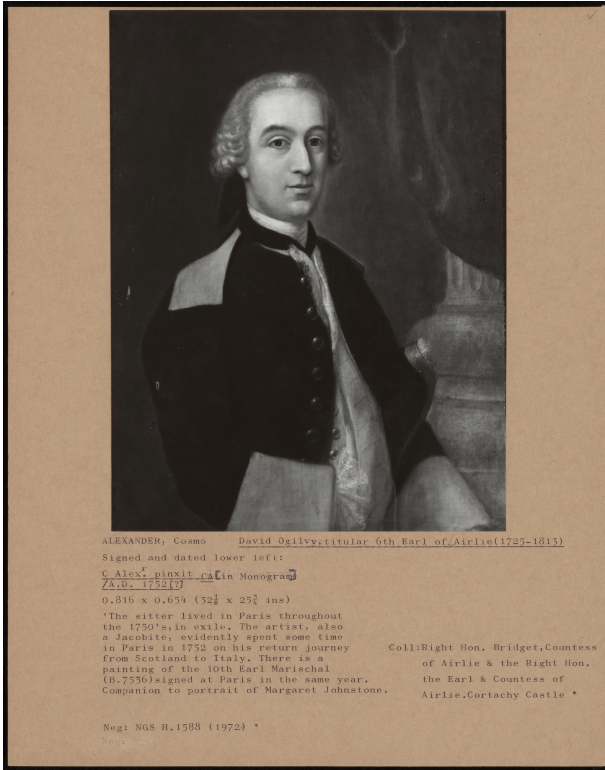 ALEXANDER, Cosmo David Ogilvy,titular 6th Earl of Airlie(1725-1813)
Signed and dated lower left:
C Alex.r pinxit CA[in Monogram]
/A.D. 1752[?]
0.816 x 0.654 (32⅛ x 25¾ ins)
'The sitter lived in Paris throughout
the 1750's,in exile. The artist, also
a Jacobite, evidently spent some time
in Paris in 1752 on his return journey
from Scotland to Italy. There is a
painting of the 10th Earl Marischal
(B.7536)signed at Paris in the same year.
Companion to portrait of Margaret Johnstone.
Coll:Right Hon. Bridget,Countess
of Airlie & the Right Hon.
the Earl & Countess of
Airlie.Cortachy Castle *
Neg: NGS H.1588 (1972) *